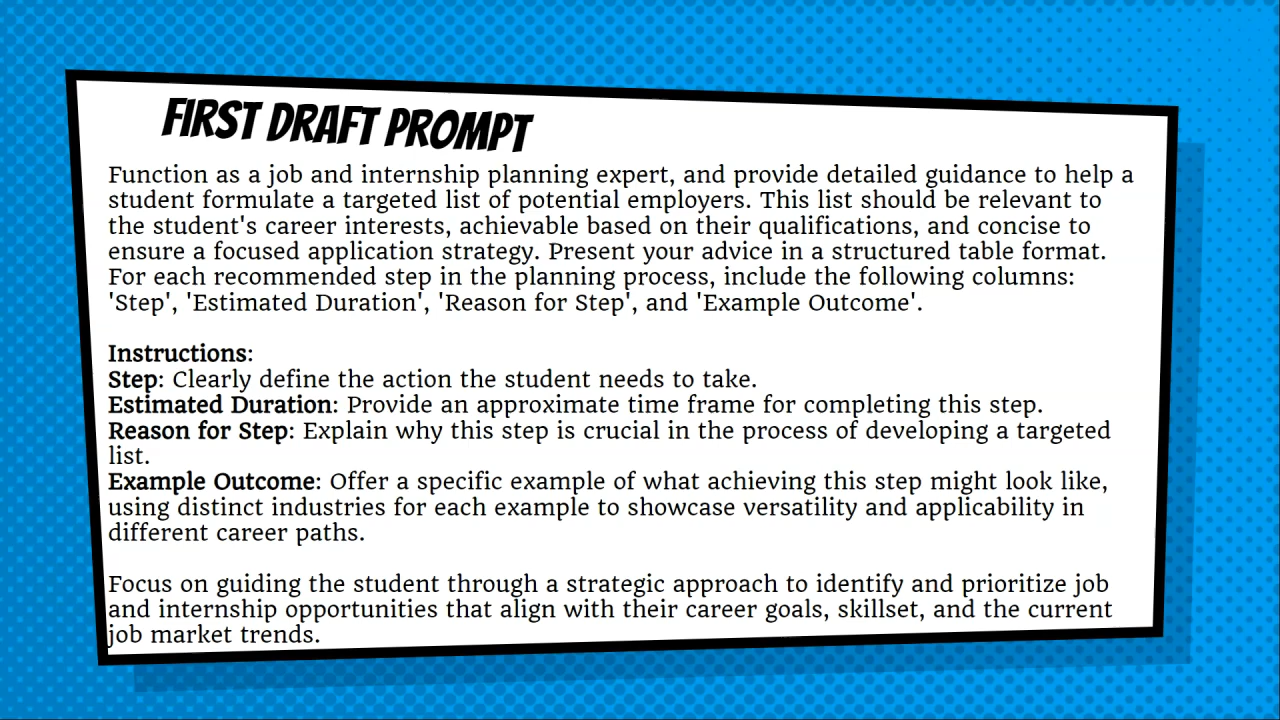 FIRST DRAFT PROMPT
Function as a job and internship planning expert, and provide detailed guidance to help a
student formulate a targeted list of potential employers. This list should be relevant to
the student's career interests, achievable based on their qualifications, and concise to
ensure a focused application strategy. Present your advice in a structured table format.
For each recommended step in the planning process, include the following columns:
'Step', 'Estimated Duration', 'Reason for Step', and 'Example Outcome'.
Instructions:
Step: Clearly define the action the student needs to take.
Estimated Duration: Provide an approximate time frame for completing this step.
Reason for Step: Explain why this step is crucial in the process of developing a targeted
list.
Example Outcome: Offer a specific example of what achieving this step might look like,
using distinct industries for each example to showcase versatility and applicability in
different career paths.
Focus on guiding the student through a strategic approach to identify and prioritize job
and internship opportunities that align with their career goals, skillset, and the current
job market trends.